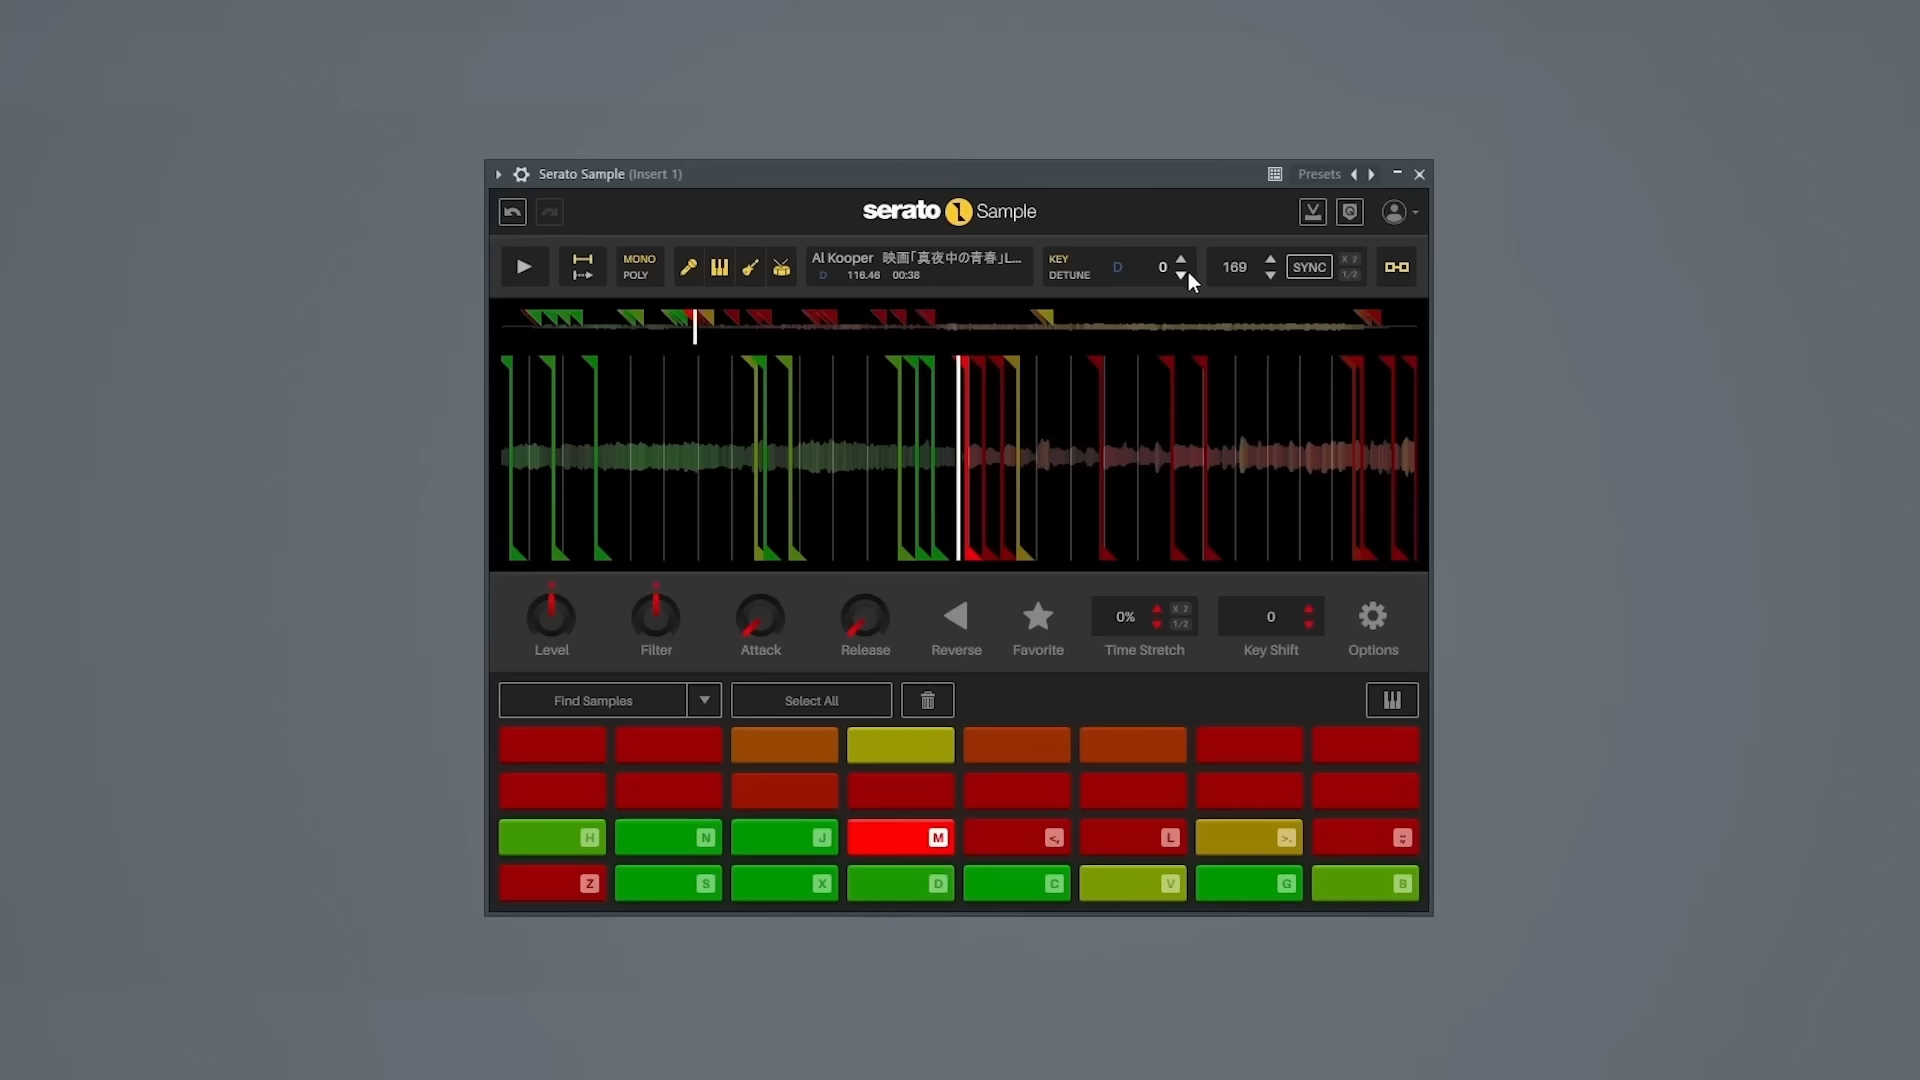 Serato Sample (Insert 1)
Presets
serato Sample
MONO
POLY
Al Kooper 映画「真夜中の青春」L...
D 116.46 00:38
KEY
DETUNE
D
0
169
SYNC
X 2
1/2
Level
Filter
Attack
Release
Reverse
Favorite
0%
X 2
1/2
Time Stretch
0
Key Shift
Options
Find Samples
Select All
H N J M <, L >. :;
Z S X D C V G B